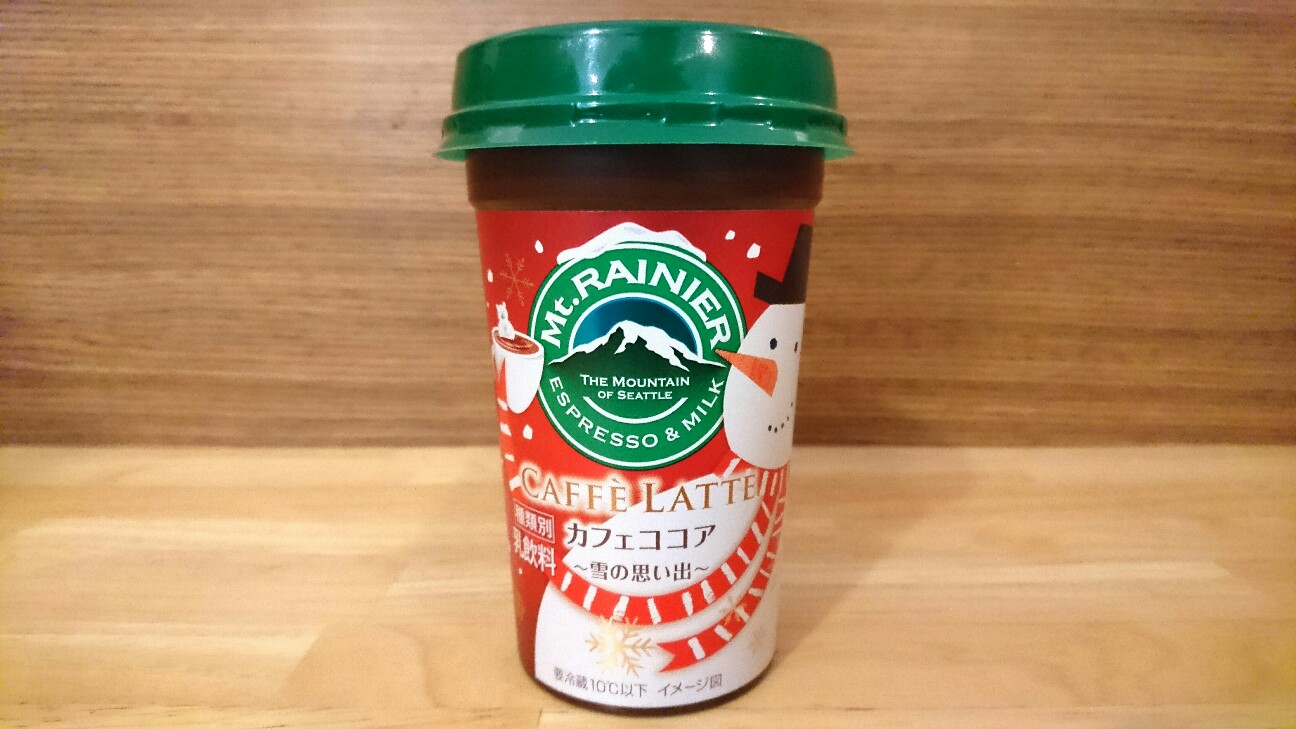 Mt. RAINIER
THE MOUNTAIN
OF SEATTLE
ESPRESSO & MILK
CAFFÈ LATTE
種類別
乳飲料
カフェココア
~雪の思い出~
要冷蔵10℃以下 イメージ図